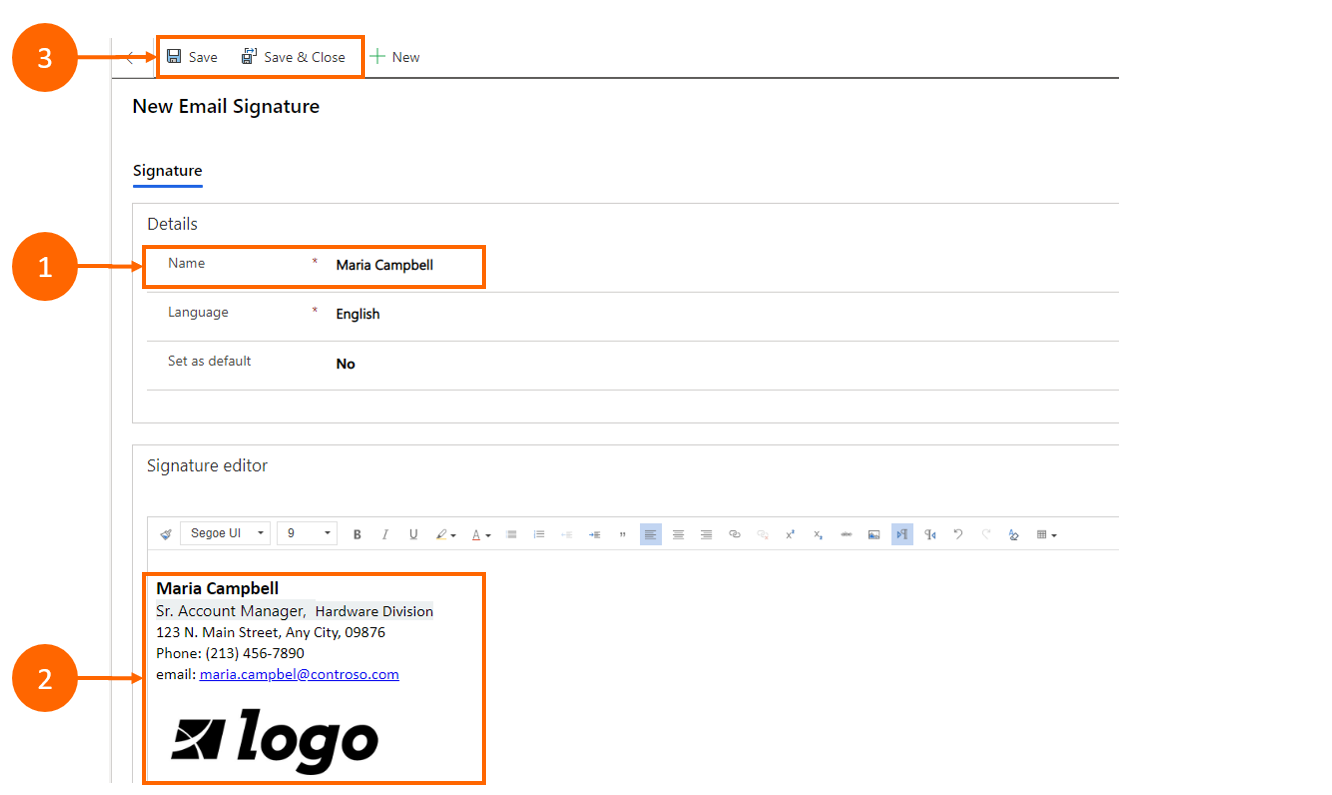 3
Save Save & Close New
New Email Signature
Signature
Details
1
Name * Maria Campbell
Language * English
Set as default No
Signature editor
Segoe UI 9 B I U A ” x² x₂
Maria Campbell
Sr. Account Manager, Hardware Division
123 N. Main Street, Any City, 09876
Phone: (213) 456-7890
2
email: maria.campbel@controso.com
logo